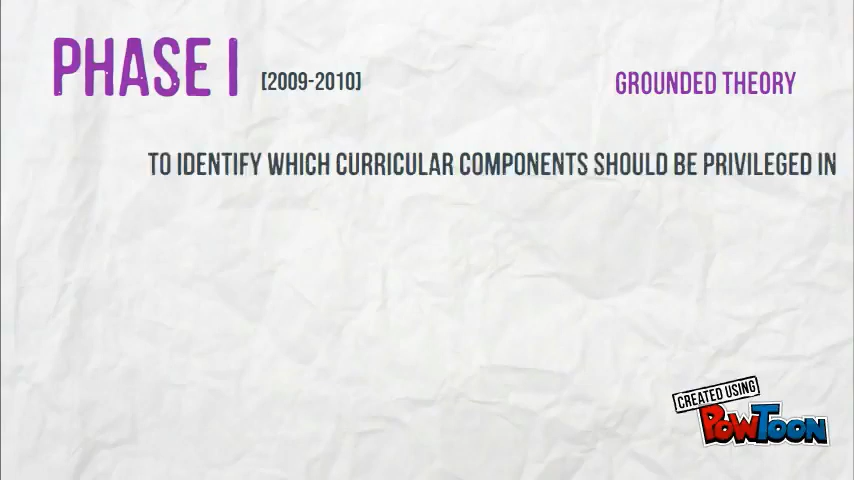 PHASE I [2009-2010] GROUNDED THEORY
TO IDENTIFY WHICH CURRICULAR COMPONENTS SHOULD BE PRIVILEGED IN
CREATED USING
POWTOON